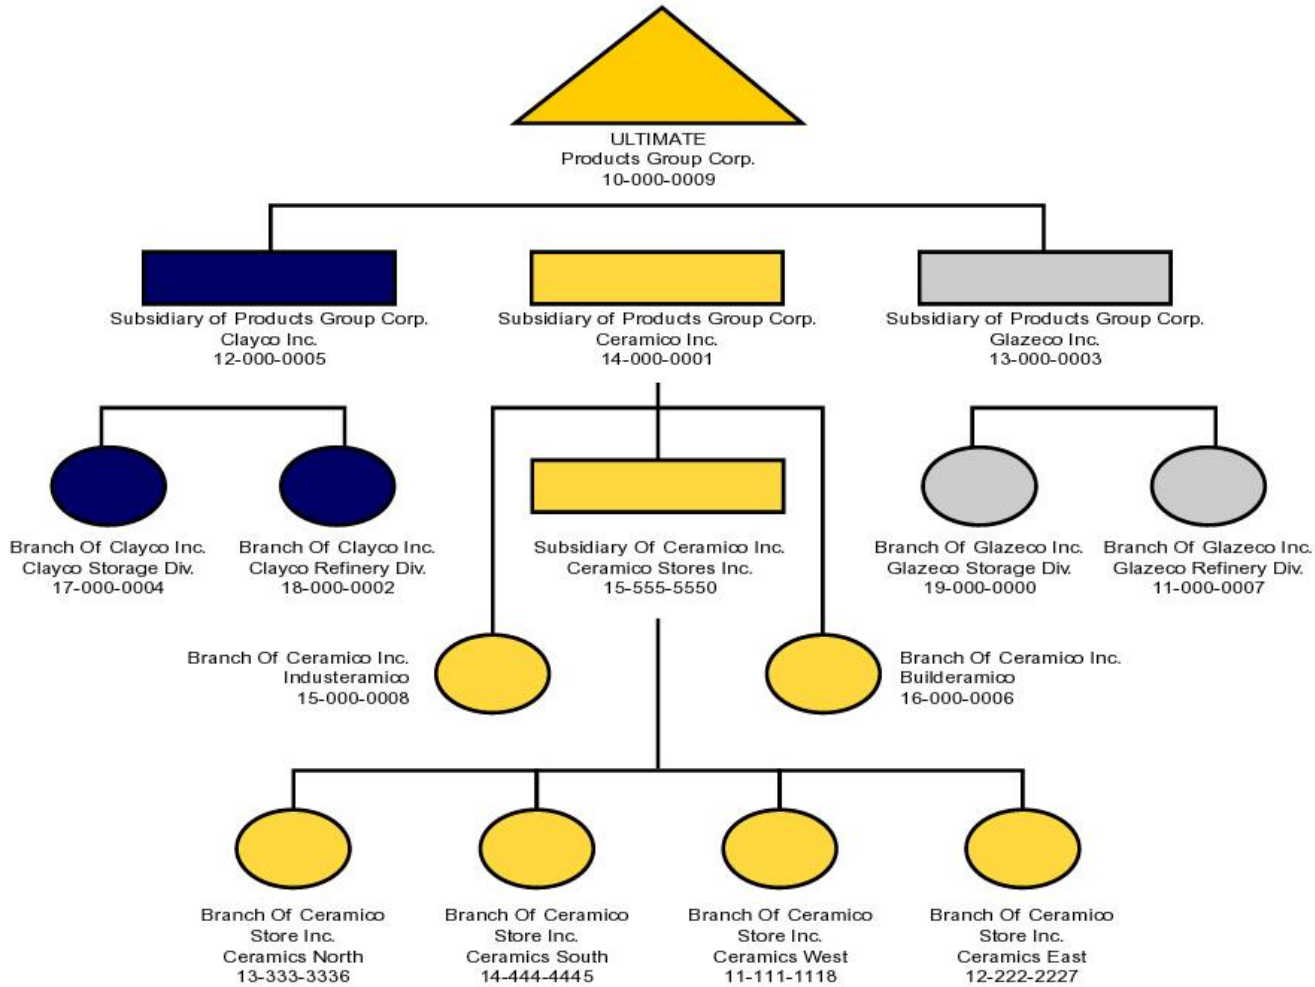 ULTIMATE
Products Group Corp.
10-000-0009
Subsidiary of Products Group Corp.
Clayco Inc.
12-000-0005
Subsidiary of Products Group Corp.
Ceramico Inc.
14-000-0001
Subsidiary of Products Group Corp.
Glazeco Inc.
13-000-0003
Branch Of Clayco Inc.
Clayco Storage Div.
17-000-0004
Branch Of Clayco Inc.
Clayco Refinery Div.
18-000-0002
Subsidiary Of Ceramico Inc.
Ceramico Stores Inc.
15-555-5550
Branch Of Glazeco Inc.
Glazeco Storage Div.
19-000-0000
Branch Of Glazeco Inc.
Glazeco Refinery Div.
11-000-0007
Branch Of Ceramico Inc.
Industeramico
15-000-0008
Branch Of Ceramico Inc.
Builderamico
16-000-0006
Branch Of Ceramico
Store Inc.
Ceramics North
13-333-3336
Branch Of Ceramico
Store Inc.
Ceramics South
14-444-4445
Branch Of Ceramico
Store Inc.
Ceramics West
11-111-1118
Branch Of Ceramico
Store Inc.
Ceramics East
12-222-2227